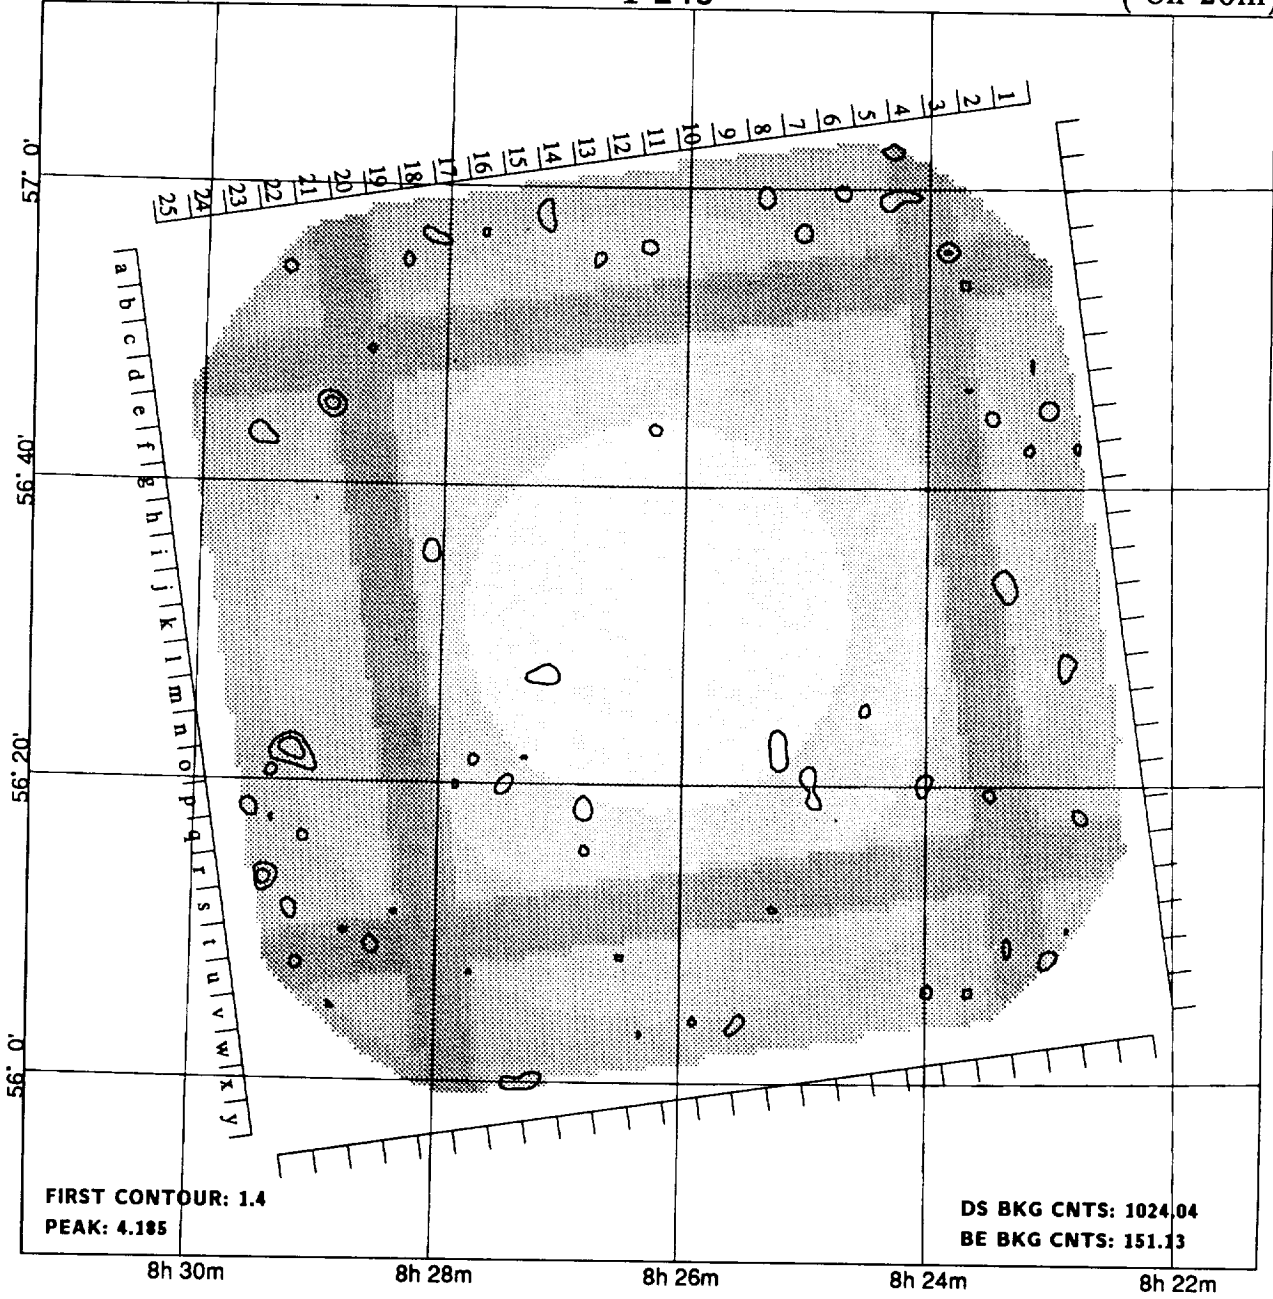 1 2 3 4 5 6 7 8 9 10 11 12 13 14 15 16 17 18 19 20 21 22 23 24 25
57° 0'
a b c d e f g h i j k l m n o p q r s t u v w x y
56° 40'
56° 20'
56° 0'
FIRST CONTOUR: 1.4
PEAK: 4.185
DS BKG CNTS: 1024.04
BE BKG CNTS: 151.13
8h 30m 8h 28m 8h 26m 8h 24m 8h 22m